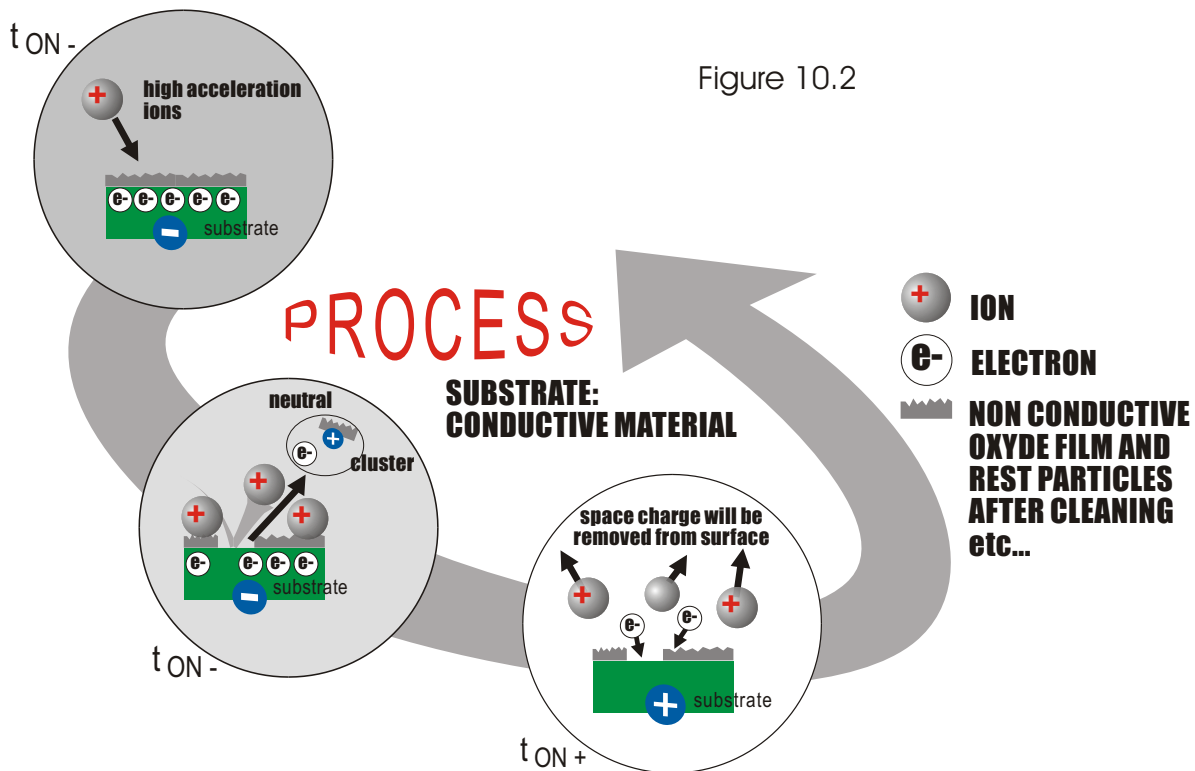 t ON -
Figure 10.2
+
high acceleration
ions
e- e- e- e- e-
substrate
-
PROCESS
SUBSTRATE:
CONDUCTIVE MATERIAL
+
ION
e-
ELECTRON
NON CONDUCTIVE
OXYDE FILM AND
REST PARTICLES
AFTER CLEANING
etc...
neutral
+
e-
cluster
+
+ +
e- e- e- e-
substrate
-
t ON -
space charge will be
removed from surface
+ +
e- e-
substrate
+
t ON +